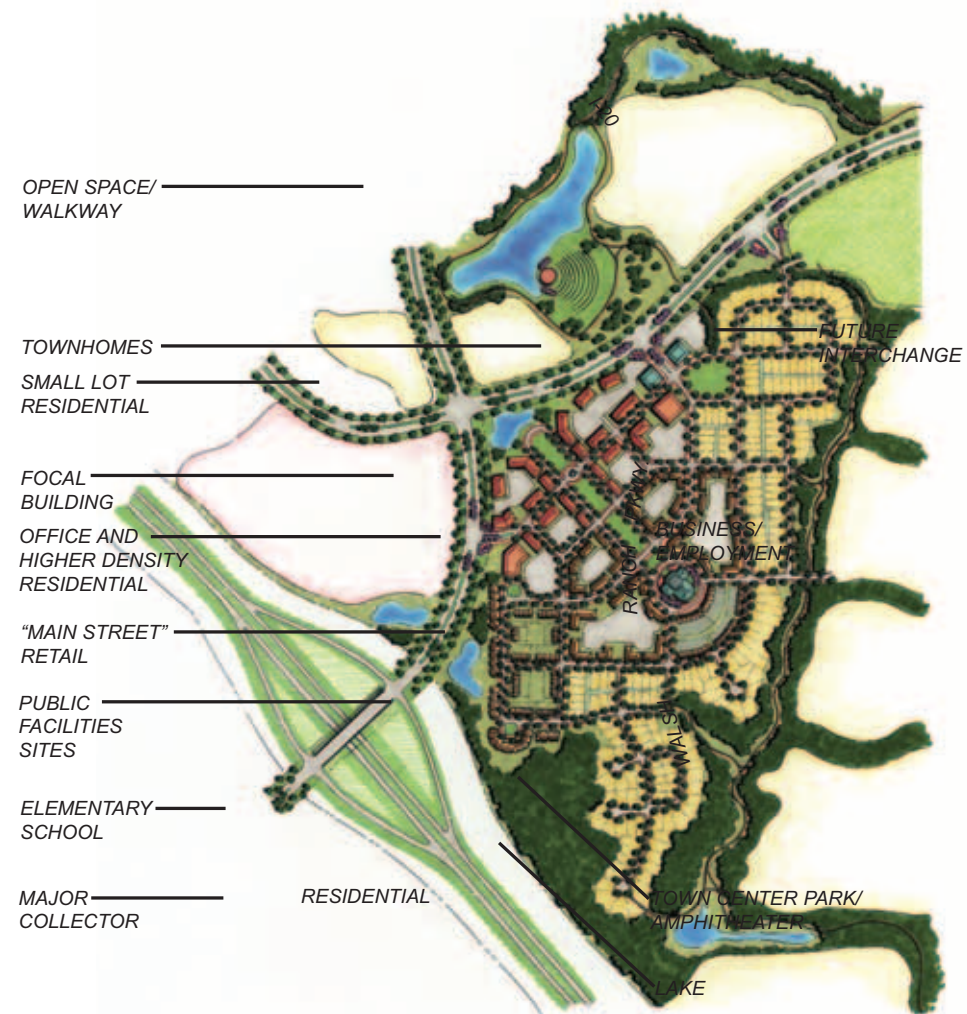 I-20
OPEN SPACE/
WALKWAY
TOWNHOMES
SMALL LOT
RESIDENTIAL
FUTURE
INTERCHANGE
FOCAL
BUILDING
OFFICE AND
HIGHER DENSITY
RESIDENTIAL
BUSINESS/
EMPLOYMENT
"MAIN STREET"
RETAIL
PUBLIC
FACILITIES
SITES
WALSH
RANCH
PKWY
ELEMENTARY
SCHOOL
MAJOR
COLLECTOR
RESIDENTIAL
TOWN CENTER PARK/
AMPHITHEATER
LAKE